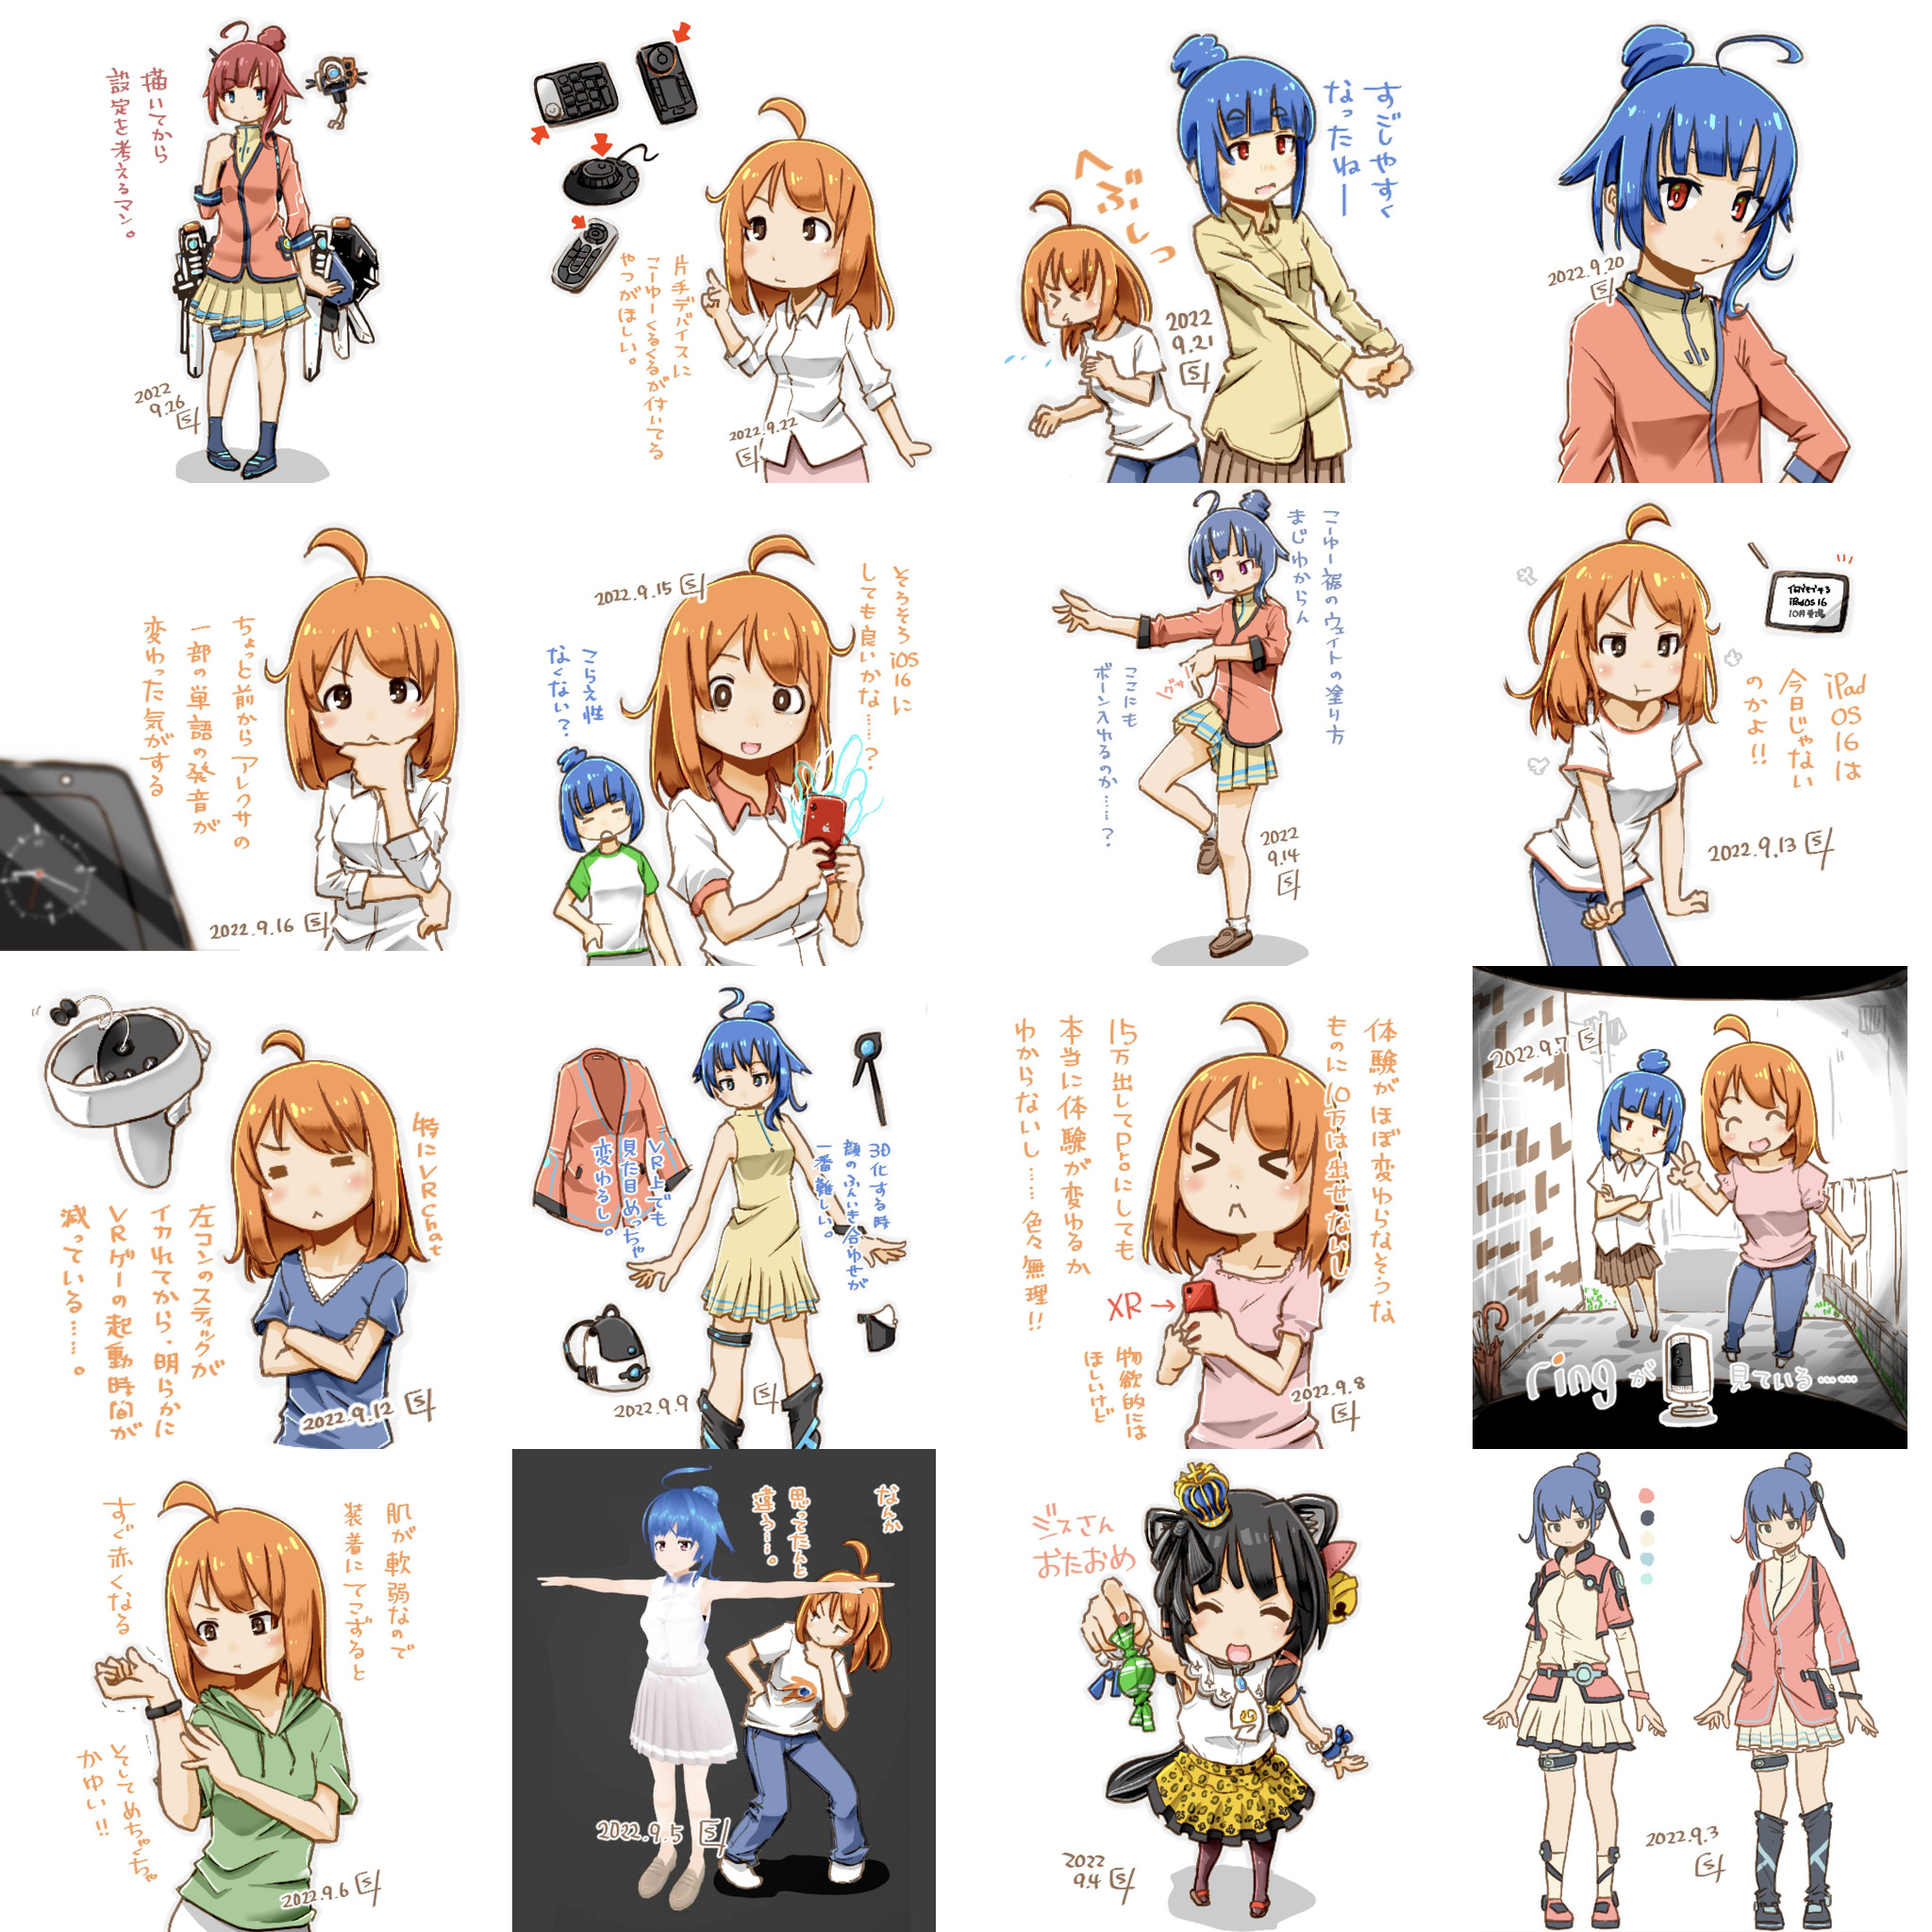 描いてから
設定を考えるマン。
2022
9.26
片手デバイスに
こーゆーくるくるが付いてる
やつがほしい。
2022.9.22
すごしやすく
なったねー
へぶしっ
2022
9.21
2022.9.20
ちょっと前からアレクサの
一部の単語の発音が
変わった気がする
2022.9.16
そろそろiOS16に
しても良いかな……?
こらえ性
なくない?
2022.9.15
こーゆー裾のウェイトの塗り方
まじわからん
ここにも
ボーン入れるのか……?
グッ
2022
9.14
iPadOS16
iPad
OS
16は
今日じゃない
のかよ!!
2022.9.13
特にVRChat
左コンのスティックが
イカれてから、明らかに
VRゲーの起動時間が
減っている……。
2022.9.12
3D化する時
顔のふんいき合わせが
一番難しい。
VR上でも
見た目めっちゃ
変わるし。
2022.9.9
体験がほぼ変わらなそうな
ものに10万は出せないし
15万出してProにしても
本当に体験が変わるか
わからないし……色々無理!!
XR→
物欲的には
ほしいけど
2022.9.8
2022.9.7
ringが
見ている……
肌が軟弱なので
装着にてこずると
すぐ赤くなる
そしてめちゃくちゃ
かゆい!!
2022.9.6
なんか
思ってたんと
違う…。
2022.9.5
ジスさん
おたおめ
2022
9.4
2022.9.3